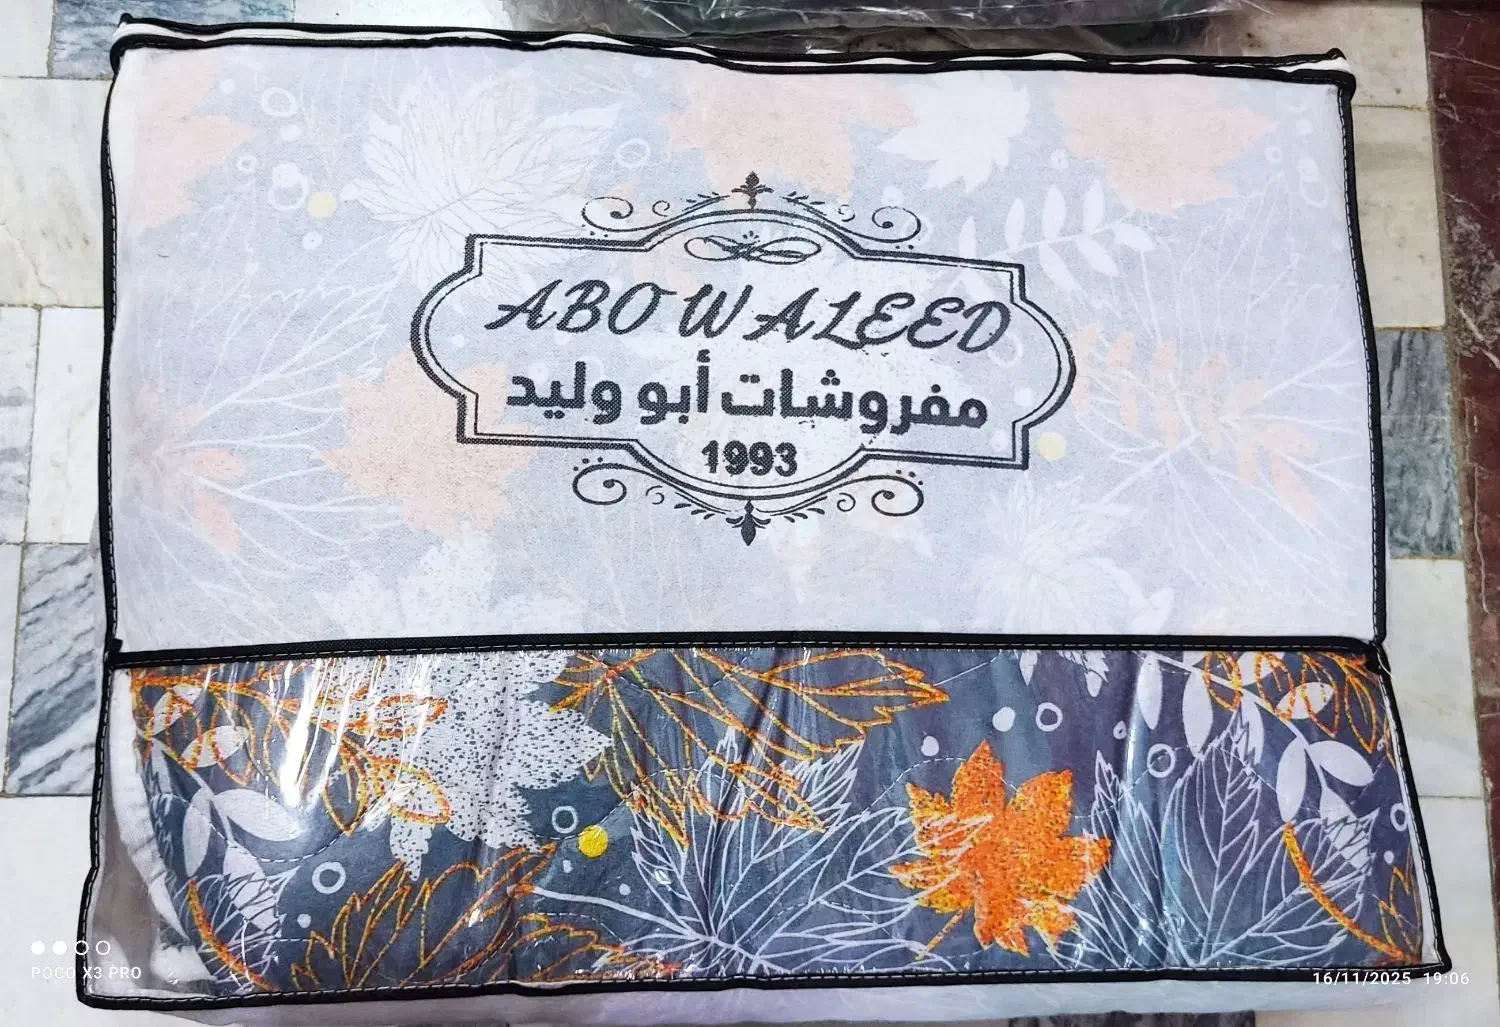 ABO WALEED
مفروشات أبو وليد
1993
POCO X3 PRO
16/11/2025 19:06